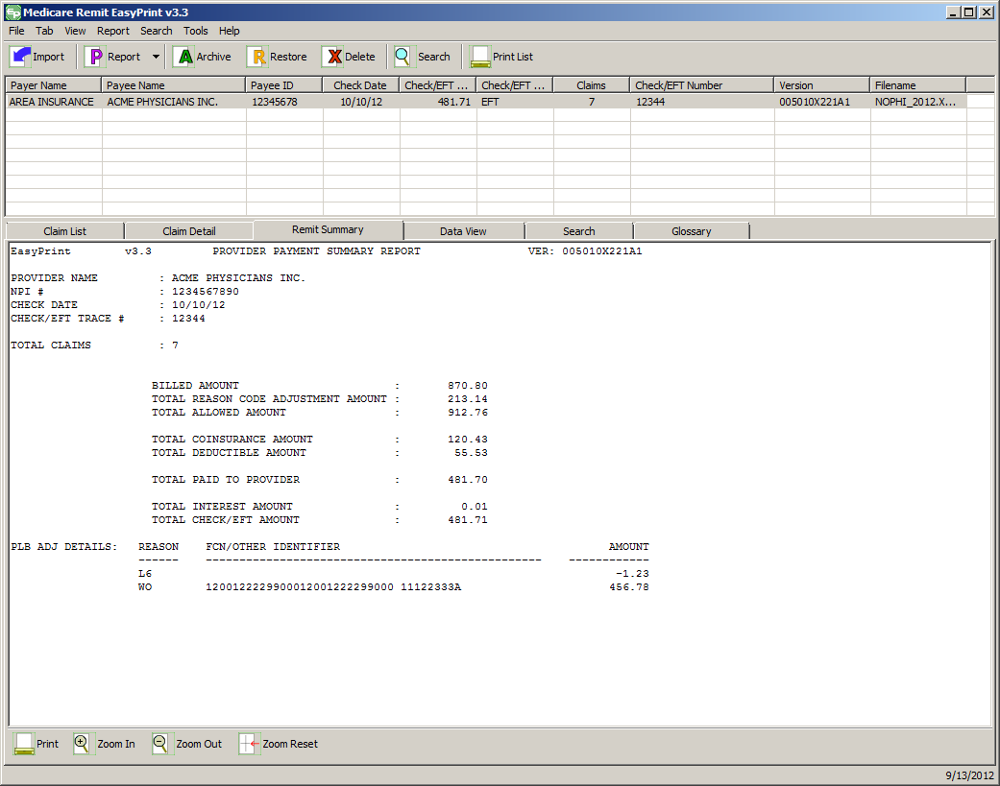 Medicare Remit EasyPrint v3.3
File Tab View Report Search Tools Help
Import Report Archive Restore Delete Search Print List
Payer Name Payee Name Payee ID Check Date Check/EFT ... Check/EFT ... Claims Check/EFT Number Version Filename
AREA INSURANCE ACME PHYSICIANS INC. 12345678 10/10/12 481.71 EFT 7 12344 005010X221A1 NOPHI_2012.X...
Claim List Claim Detail Remit Summary Data View Search Glossary
EasyPrint v3.3 PROVIDER PAYMENT SUMMARY REPORT VER: 005010X221A1
PROVIDER NAME : ACME PHYSICIANS INC.
NPI # : 1234567890
CHECK DATE : 10/10/12
CHECK/EFT TRACE # : 12344
TOTAL CLAIMS : 7
BILLED AMOUNT : 870.80
TOTAL REASON CODE ADJUSTMENT AMOUNT : 213.14
TOTAL ALLOWED AMOUNT : 912.76
TOTAL COINSURANCE AMOUNT : 120.43
TOTAL DEDUCTIBLE AMOUNT : 55.53
TOTAL PAID TO PROVIDER : 481.70
TOTAL INTEREST AMOUNT : 0.01
TOTAL CHECK/EFT AMOUNT : 481.71
PLB ADJ DETAILS: REASON FCN/OTHER IDENTIFIER AMOUNT
------ -------------------------------------------------- ------------
L6 -1.23
WO 1200122229900012001222299000 11122333A 456.78
Print Zoom In Zoom Out Zoom Reset
9/13/2012